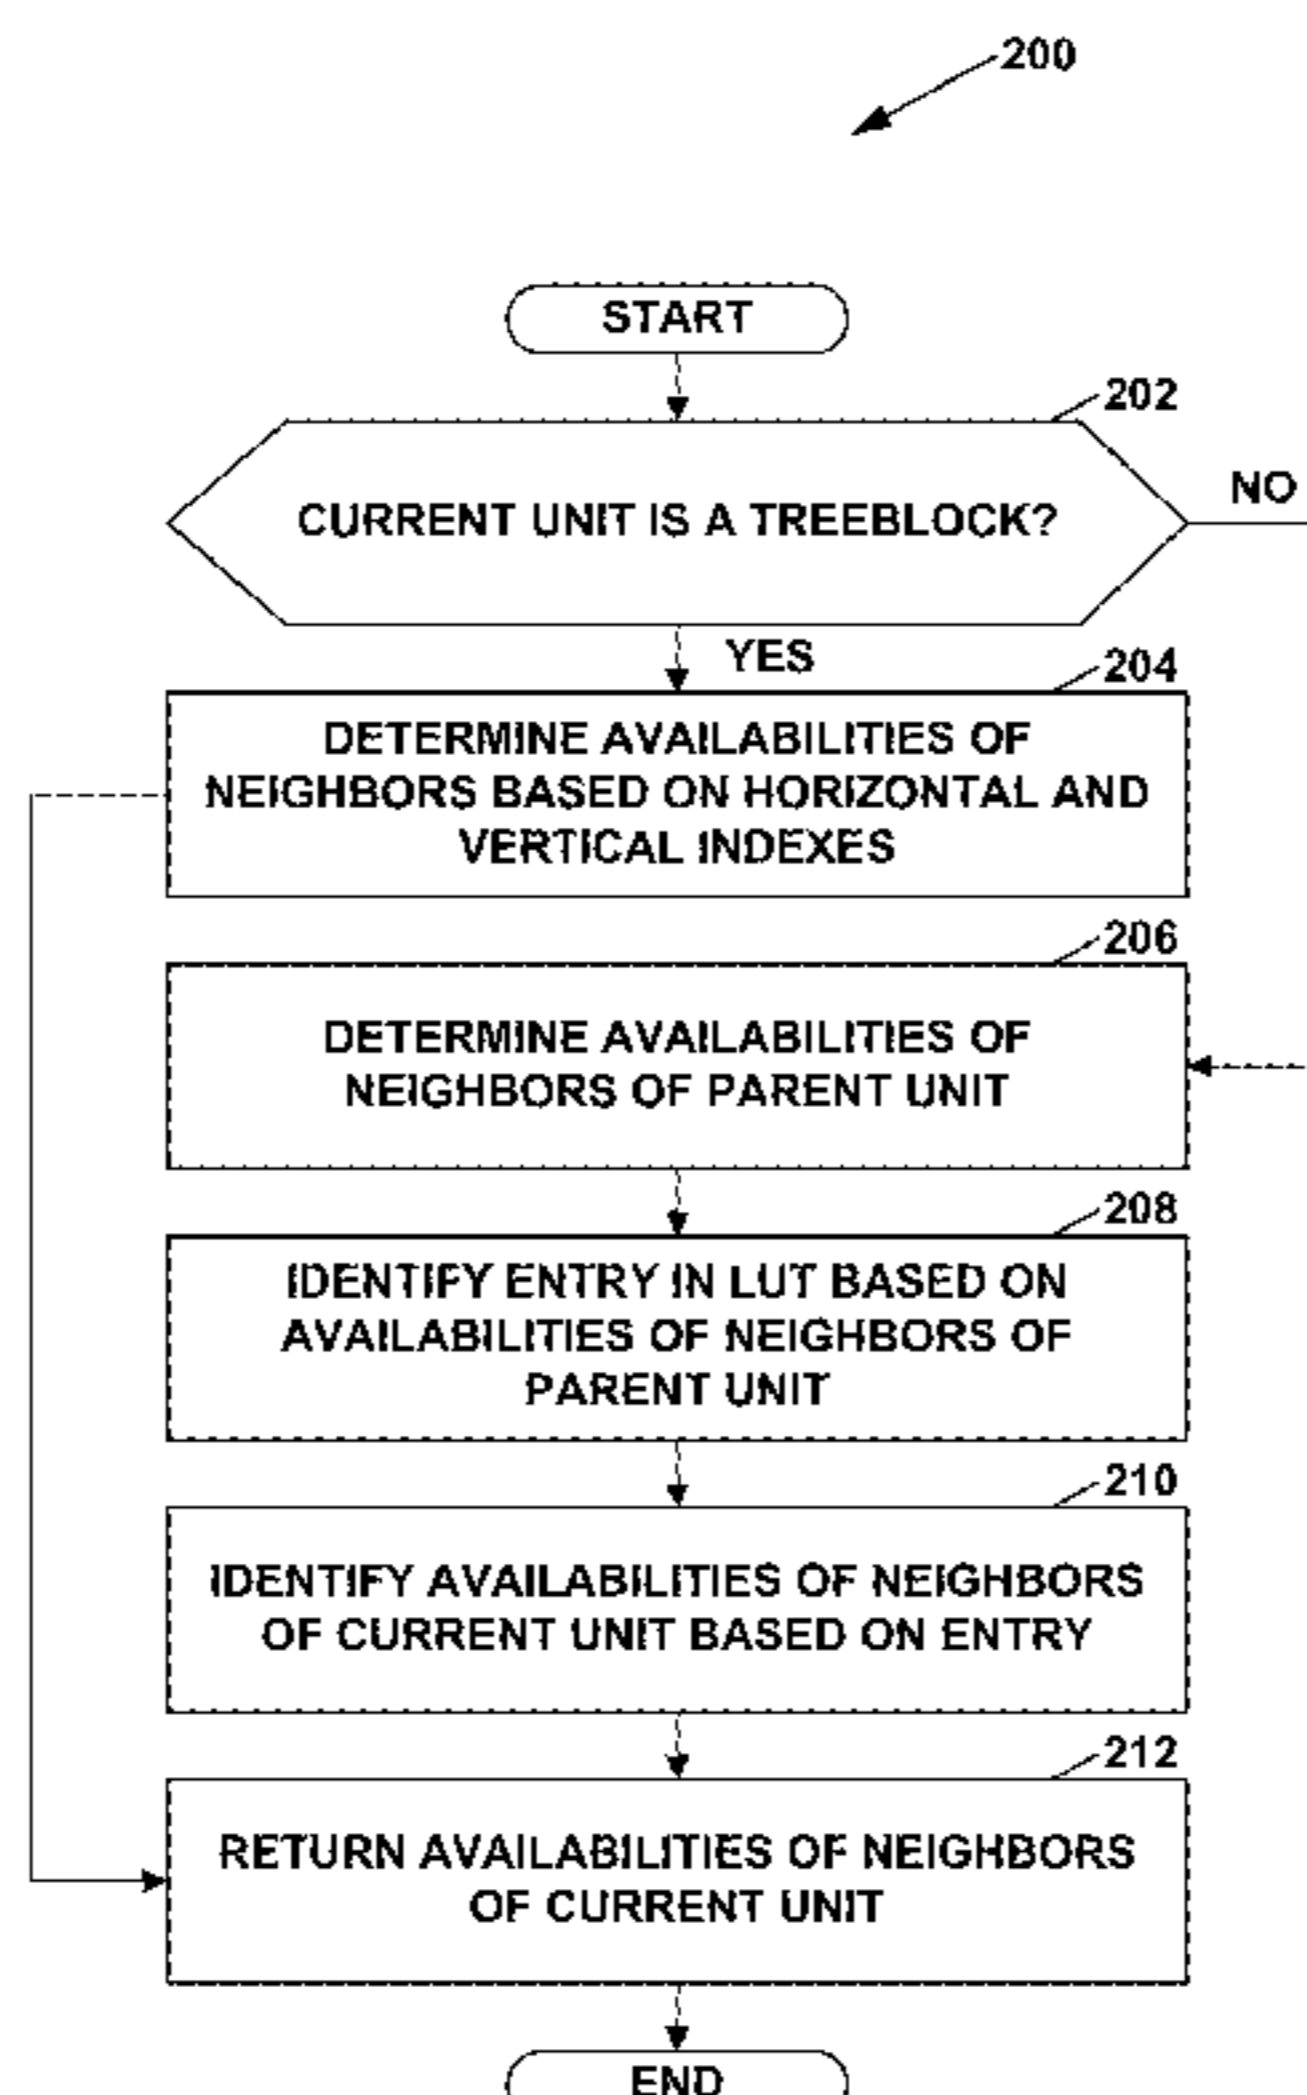 200
START
202
CURRENT UNIT IS A TREEBLOCK?
NO
YES
204
DETERMINE AVAILABILITIES OF
NEIGHBORS BASED ON HORIZONTAL AND
VERTICAL INDEXES
206
DETERMINE AVAILABILITIES OF
NEIGHBORS OF PARENT UNIT
208
IDENTIFY ENTRY IN LUT BASED ON
AVAILABILITIES OF NEIGHBORS OF
PARENT UNIT
210
IDENTIFY AVAILABILITIES OF NEIGHBORS
OF CURRENT UNIT BASED ON ENTRY
212
RETURN AVAILABILITIES OF NEIGHBORS
OF CURRENT UNIT
END